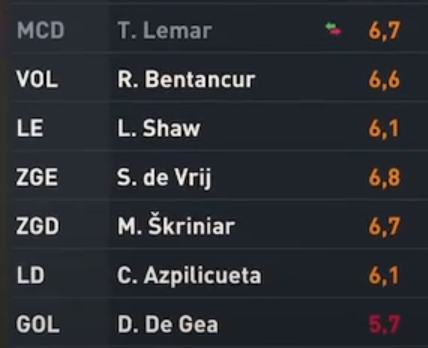 MCD T. Lemar 6,7
VOL R. Bentancur 6,6
LE L. Shaw 6,1
ZGE S. de Vrij 6,8
ZGD M. Škriniar 6,7
LD C. Azpilicueta 6,1
GOL D. De Gea 5,7